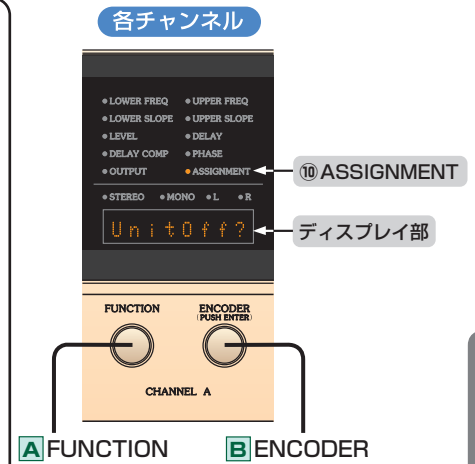 各チャンネル
●LOWER FREQ ●UPPER FREQ
●LOWER SLOPE ●UPPER SLOPE
●LEVEL ●DELAY
●DELAY COMP ●PHASE
●OUTPUT ●ASSIGNMENT
⑩ASSIGNMENT
●STEREO ●MONO ●L ●R
UnitOff?
ディスプレイ部
FUNCTION ENCODER
(PUSH ENTER)
CHANNEL A
A FUNCTION B ENCODER